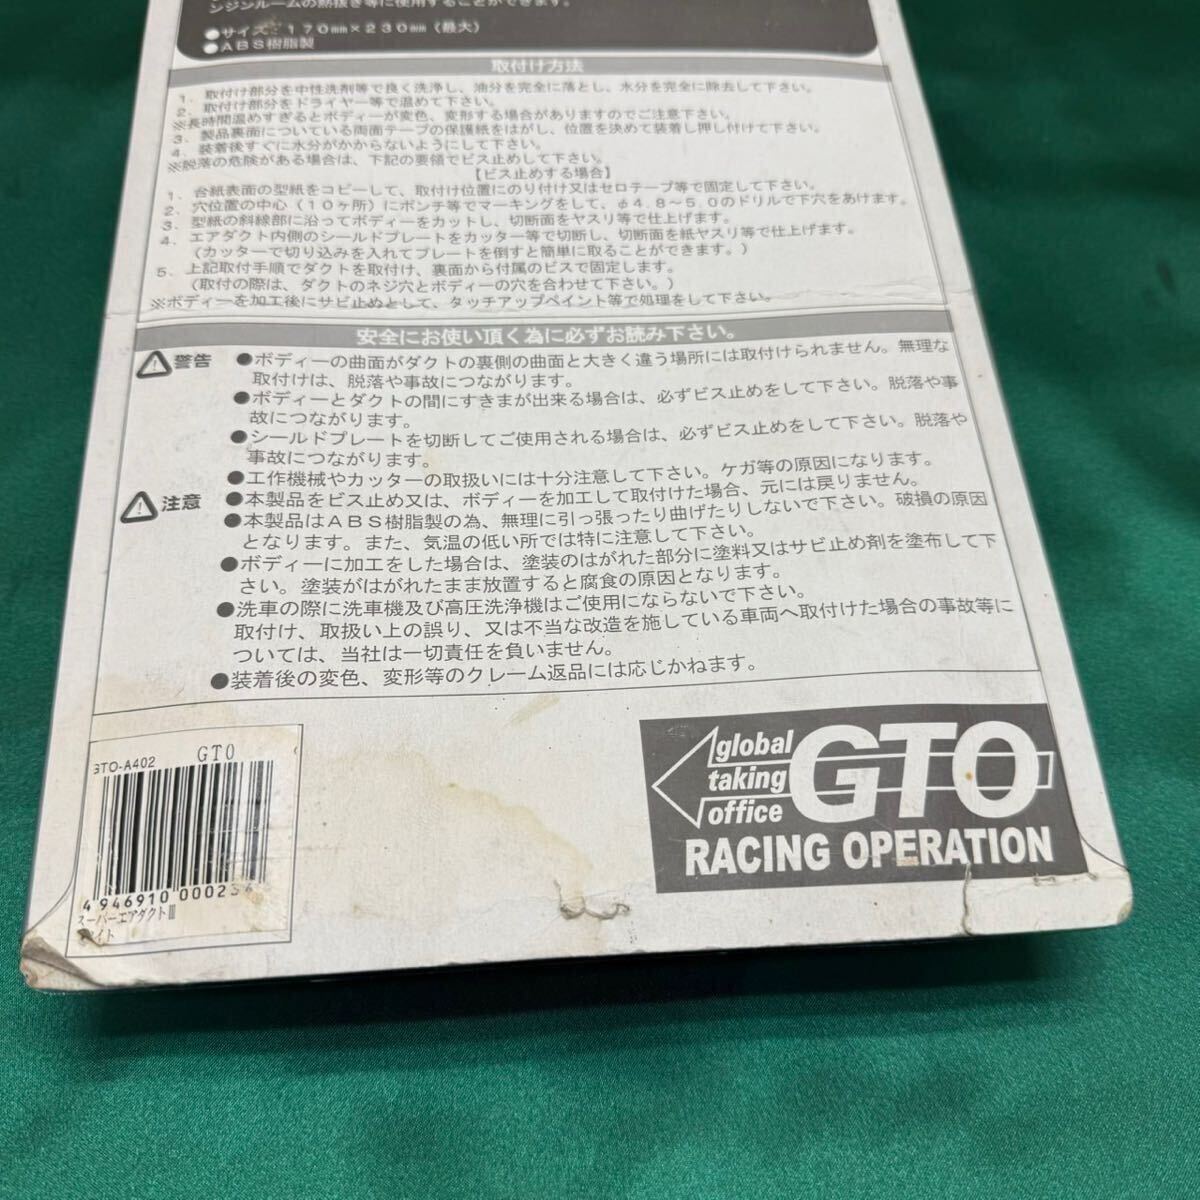 ンジンルームの熱抜き等に使用することができます。
●サイズ：１７０㎜×２３０㎜（最大）
●ＡＢＳ樹脂製
取付け方法
１．取付け部分を中性洗剤等で良く洗浄し、油分を完全に落とし、水分を完全に除去して下さい。
２．取付け部分をドライヤー等で温めて下さい。
※長時間温めすぎるとボディーが変色、変形する場合がありますのでご注意下さい。
３．製品裏面についている両面テープの保護紙をはがし、位置を決めて装着し押し付けて下さい。
４．装着後すぐに水分がかからないようにして下さい。
※脱落の危険がある場合は、下記の要領でビス止めして下さい。
【ビス止めする場合】
１．台紙表面の型紙をコピーして、取付け位置にのり付け又はセロテープ等で固定して下さい。
２．穴位置の中心（１０ヶ所）にポンチ等でマーキングをして、φ４．８～５．０のドリルで下穴をあけます。
３．型紙の斜線部に沿ってボディーをカットし、切断面をヤスリ等で仕上げます。
４．エアダクト内側のシールドプレートをカッター等で切断し、切断面を紙ヤスリ等で仕上げます。
（カッターで切り込みを入れてプレートを倒すと簡単に取ることができます。）
５．上記取付手順でダクトを取付け、裏面から付属のビスで固定します。
（取付の際は、ダクトのネジ穴とボディーの穴を合わせて下さい。）
※ボディーを加工後にサビ止めとして、タッチアップペイント等で処理をして下さい。
安全にお使い頂く為に必ずお読み下さい。
警告
●ボディーの曲面がダクトの裏側の曲面と大きく違う場所には取付けられません。無理な
取付けは、脱落や事故につながります。
●ボディーとダクトの間にすきまが出来る場合は、必ずビス止めをして下さい。脱落や事
故につながります。
●シールドプレートを切断してご使用される場合は、必ずビス止めをして下さい。脱落や
事故につながります。
●工作機械やカッターの取扱いには十分注意して下さい。ケガ等の原因になります。
注意
●本製品をビス止め又は、ボディーを加工して取付けた場合、元には戻りません。
●本製品はＡＢＳ樹脂製の為、無理に引っ張ったり曲げたりしないで下さい。破損の原因
となります。また、気温の低い所では特に注意して下さい。
●ボディーに加工をした場合は、塗装のはがれた部分に塗料又はサビ止め剤を塗布して下
さい。塗装がはがれたまま放置すると腐食の原因となります。
●洗車の際に洗車機及び高圧洗浄機はご使用にならないで下さい。
取付け、取扱い上の誤り、又は不当な改造を施している車両へ取付けた場合の事故等に
ついては、当社は一切責任を負いません。
●装着後の変色、変形等のクレーム返品には応じかねます。
GTO-A402 GTO
4 946910 00023
スーパーエアダクトⅢ
イト
global
taking
office
GTO
RACING OPERATION